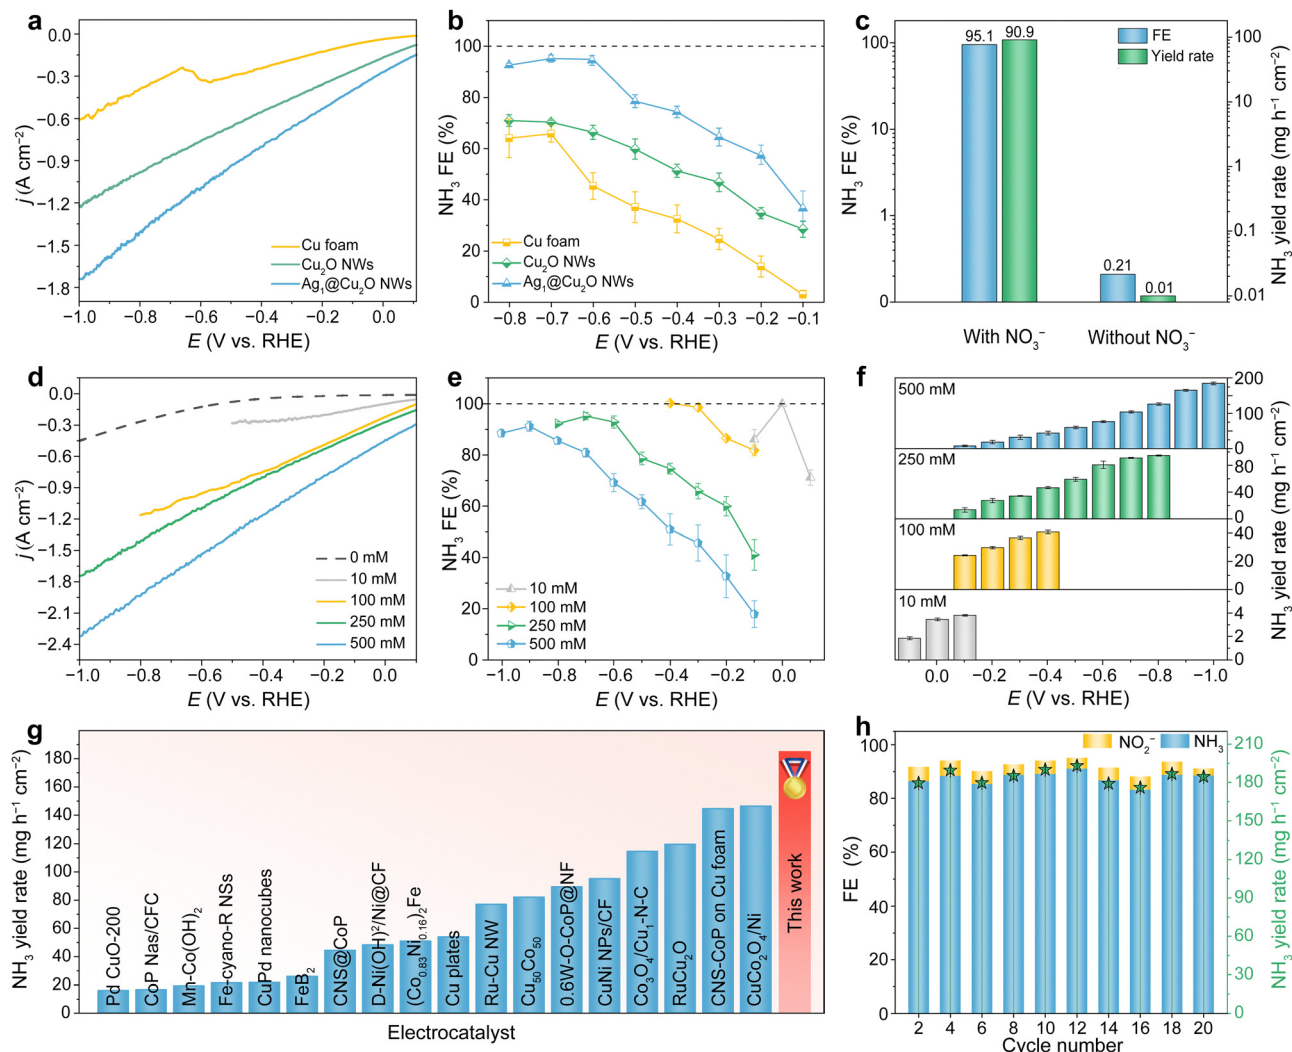 a
0.0
−0.3
−0.6
−0.9
−1.2
−1.5
−1.8
j (A cm⁻²)
Cu foam
Cu₂O NWs
Ag₁@Cu₂O NWs
−1.0 −0.8 −0.6 −0.4 −0.2 0.0
E (V vs. RHE)
b
120
100
80
60
40
20
0
NH₃ FE (%)
Cu foam
Cu₂O NWs
Ag₁@Cu₂O NWs
−0.8 −0.7 −0.6 −0.5 −0.4 −0.3 −0.2 −0.1
E (V vs. RHE)
c
100
10
1
0
NH₃ FE (%)
95.1 90.9
FE
Yield rate
0.21
0.01
100
10
1
0.1
0.01
NH₃ yield rate (mg h⁻¹ cm⁻²)
With NO₃⁻ Without NO₃⁻
d
0.0
−0.3
−0.6
−0.9
−1.2
−1.5
−1.8
−2.1
−2.4
j (A cm⁻²)
0 mM
10 mM
100 mM
250 mM
500 mM
−1.0 −0.8 −0.6 −0.4 −0.2 0.0
E (V vs. RHE)
e
100
80
60
40
20
0
NH₃ FE (%)
10 mM
100 mM
250 mM
500 mM
−1.0 −0.8 −0.6 −0.4 −0.2 0.0
E (V vs. RHE)
f
500 mM
200
100
0
250 mM
80
40
0
100 mM
40
20
0
10 mM
4
2
0
NH₃ yield rate (mg h⁻¹ cm⁻²)
0.0 −0.2 −0.4 −0.6 −0.8 −1.0
E (V vs. RHE)
g
180
160
140
120
100
80
60
40
20
0
NH₃ yield rate (mg h⁻¹ cm⁻²)
Pd CuO-200
CoP Nas/CFC
Mn-Co(OH)₂
Fe-cyano-R NSs
CuPd nanocubes
FeB₂
CNS@CoP
D-Ni(OH)²/Ni@CF
(Co₀.₈₃Ni₀.₁₆)₂Fe
Cu plates
Ru-Cu NW
Cu₅₀Co₅₀
0.6W-O-CoP@NF
CuNi NPs/CF
Co₃O₄/Cu₁-N-C
RuCu₂O
CNS-CoP on Cu foam
CuCo₂O₄/Ni
This work
Electrocatalyst
h
NO₂⁻ NH₃
100
80
60
40
20
0
FE (%)
210
180
150
120
90
60
30
0
NH₃ yield rate (mg h⁻¹ cm⁻²)
2 4 6 8 10 12 14 16 18 20
Cycle number